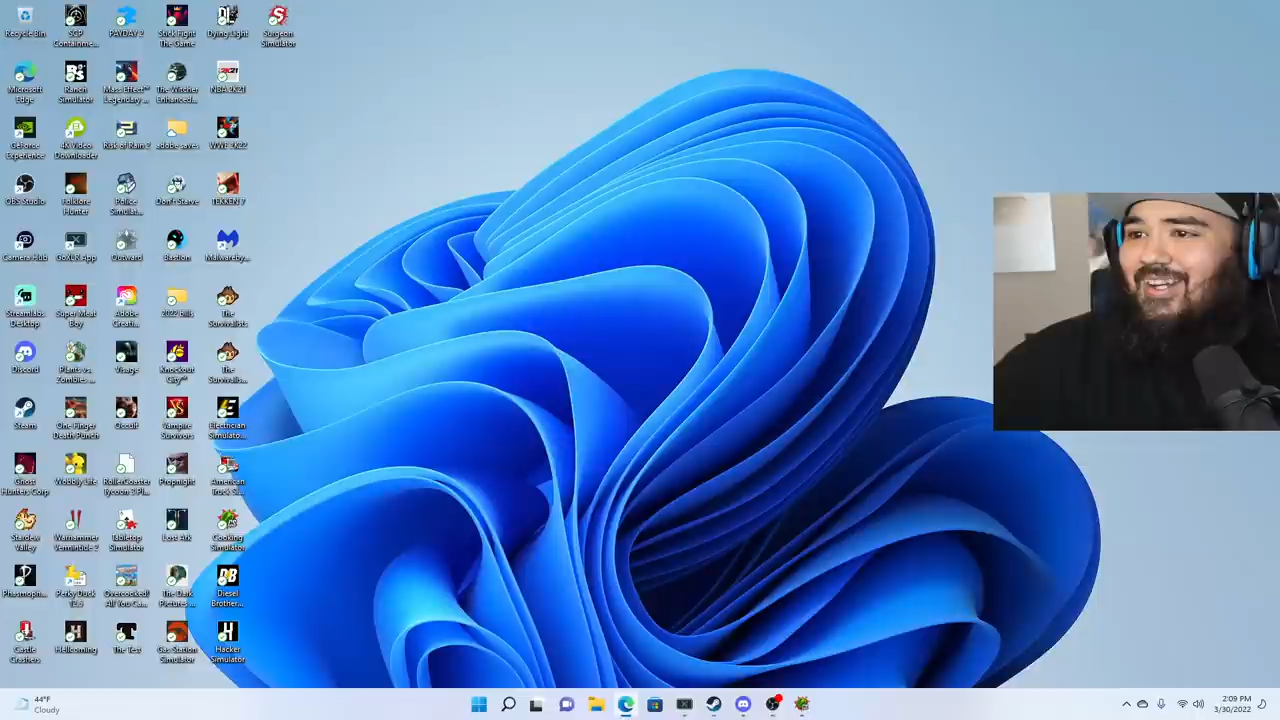 Recycle Bin
SCP
Containme...
PAYDAY 2
Stick Fight
The Game
Dying Light
Surgeon
Simulator
Microsoft
Edge
Ranch
Simulator
Mass Effect™
Legendary ...
The Witcher
Enhanced...
NBA 2K21
GeForce
Experience
4K Video
Downloader
Risk of Rain 2
adobe saves
WWE 2K22
OBS Studio
Folklore
Hunter
Police
Simulat...
Don't Starve
TEKKEN 7
Camera Hub
GoXLR App
Outward
Bastion
Malwareby...
Streamlabs
Desktop
Super Meat
Boy
Adobe
Creati...
2022 bills
The
Survivalists
Discord
Plants vs.
Zombies ...
Visage
Knockout
City™
The
Survivalis...
Steam
One Finger
Death Punch
Occult
Vampire
Survivors
Electrician
Simulato...
Ghost
Hunters Corp
Wobbly Life
RollerCoaster
Tycoon 3 Pl...
Propnight
American
Truck Si...
Stardew
Valley
Warhammer
Vermintide 2
Tabletop
Simulator
Lost Ark
Cooking
Simulator
Phasmoph...
Perky Duck
12.6
Overcooked!
All You Ca...
The Dark
Pictures ...
Diesel
Brother...
Castle
Crashers
Hellcoming
The Test
Gas Station
Simulator
Hacker
Simulator
44°F
Cloudy
2:09 PM
3/30/2022